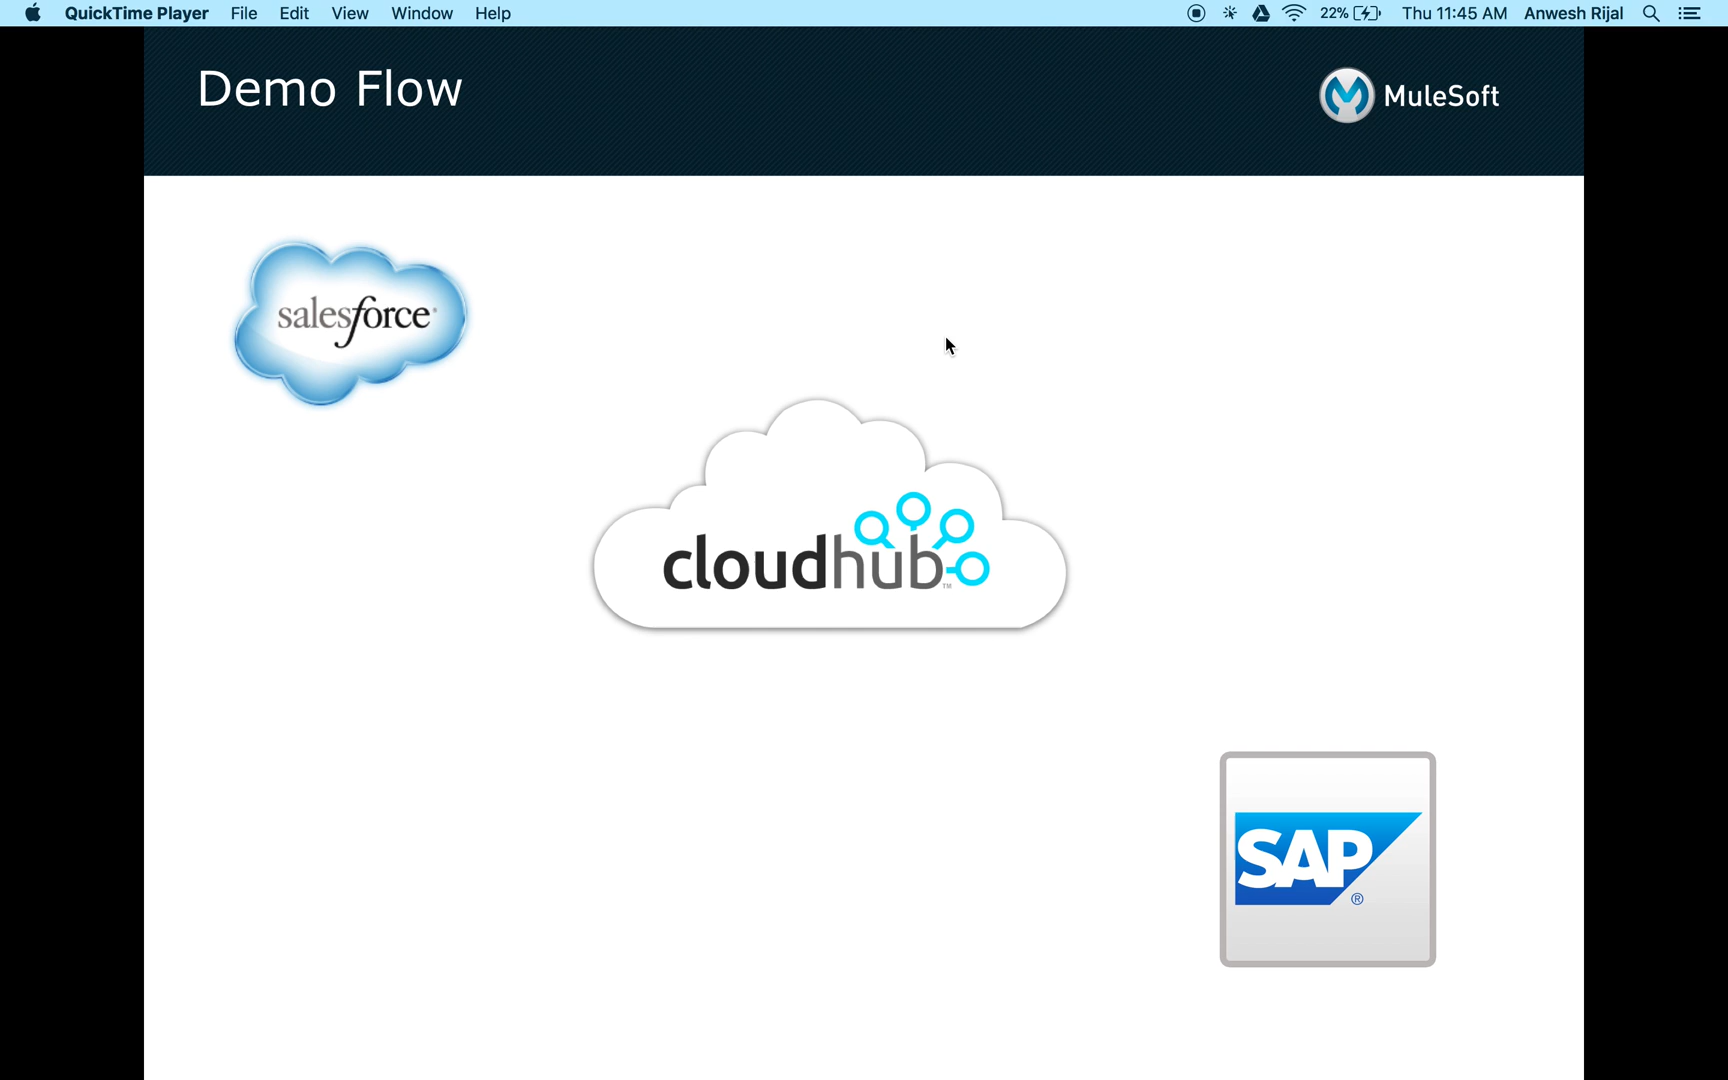 QuickTime Player File Edit View Window Help 22% Thu 11:45 AM Anwesh Rijal
Demo Flow
MuleSoft
salesforce®
cloudhub™
SAP®